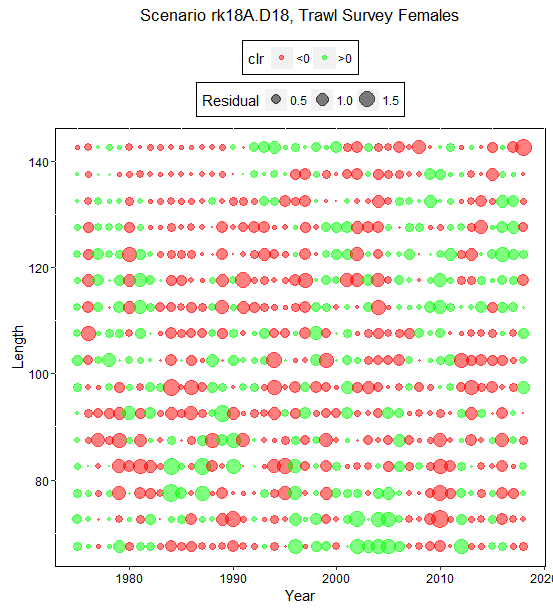 Scenario rk18A.D18, Trawl Survey Females
clr <0 >0
Residual 0.5 1.0 1.5
140
120
100
80
Length
1980 1990 2000 2010 2020
Year